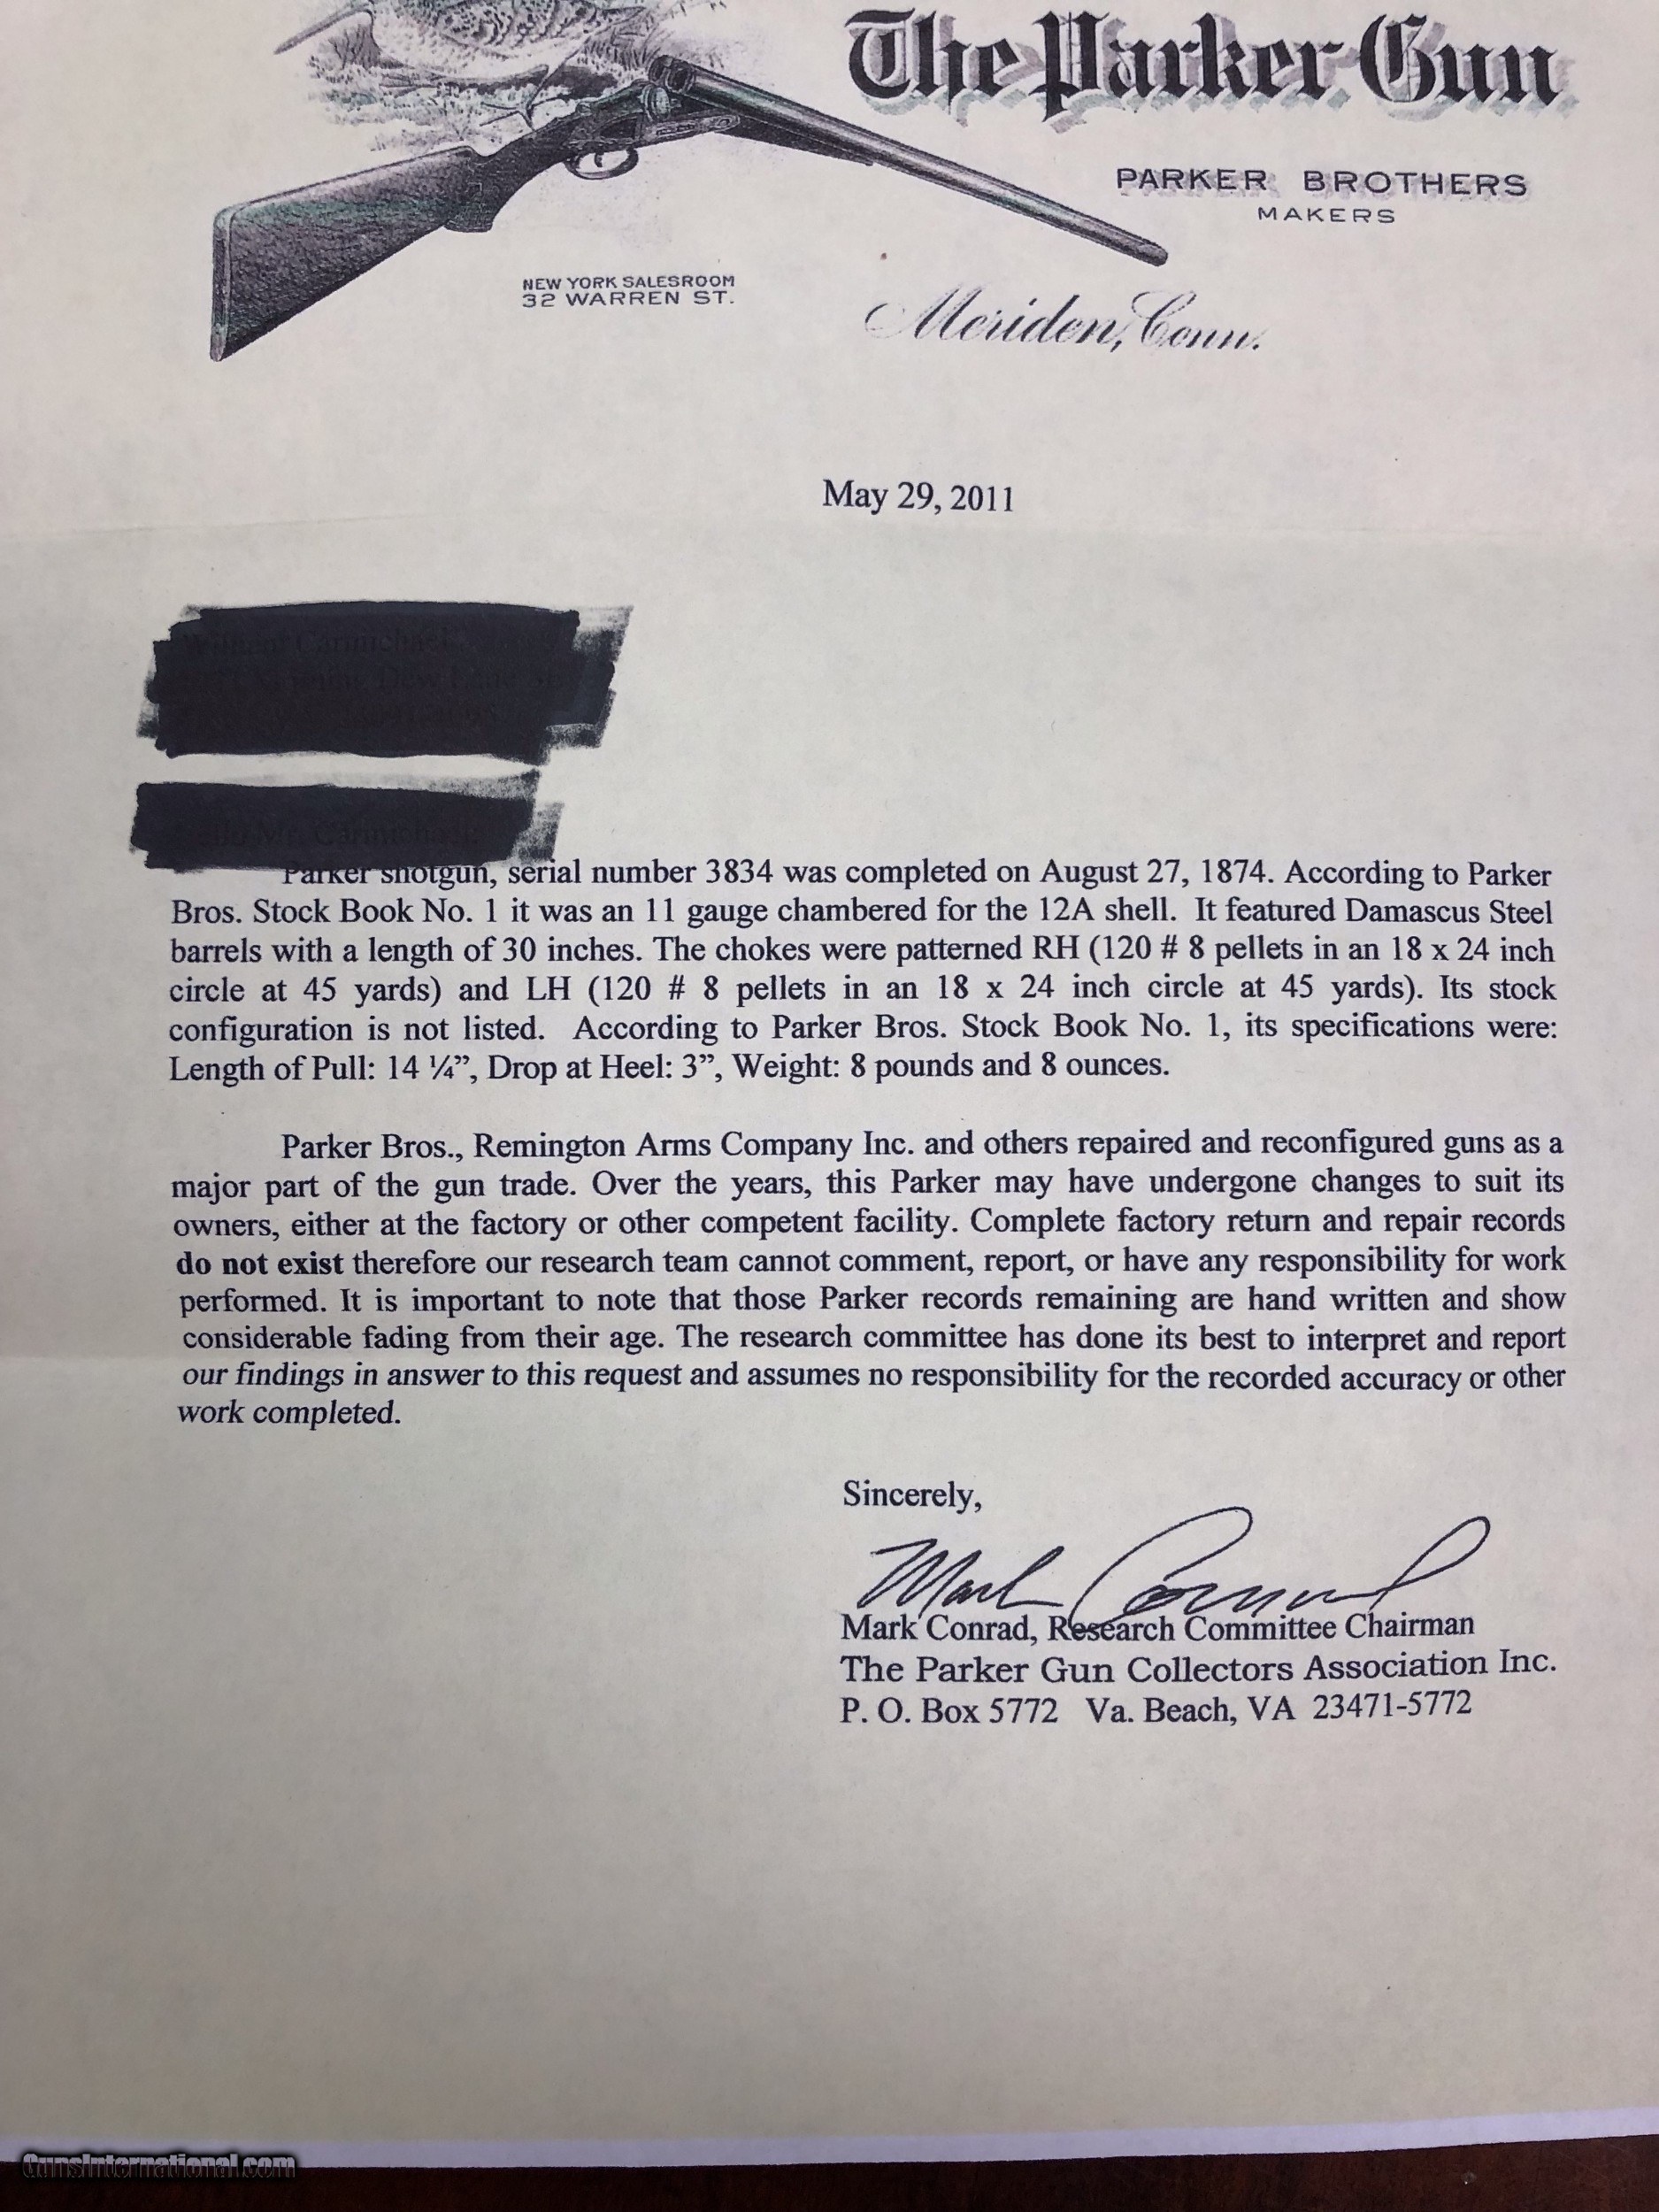 The Parker Gun
PARKER BROTHERS
MAKERS
NEW YORK SALESROOM
32 WARREN ST.
Meriden, Conn.
May 29, 2011
Parker shotgun, serial number 3834 was completed on August 27, 1874. According to Parker
Bros. Stock Book No. 1 it was an 11 gauge chambered for the 12A shell. It featured Damascus Steel
barrels with a length of 30 inches. The chokes were patterned RH (120 # 8 pellets in an 18 x 24 inch
circle at 45 yards) and LH (120 # 8 pellets in an 18 x 24 inch circle at 45 yards). Its stock
configuration is not listed. According to Parker Bros. Stock Book No. 1, its specifications were:
Length of Pull: 14 ¼”, Drop at Heel: 3”, Weight: 8 pounds and 8 ounces.
Parker Bros., Remington Arms Company Inc. and others repaired and reconfigured guns as a
major part of the gun trade. Over the years, this Parker may have undergone changes to suit its
owners, either at the factory or other competent facility. Complete factory return and repair records
do not exist therefore our research team cannot comment, report, or have any responsibility for work
performed. It is important to note that those Parker records remaining are hand written and show
considerable fading from their age. The research committee has done its best to interpret and report
our findings in answer to this request and assumes no responsibility for the recorded accuracy or other
work completed.
Sincerely,
Mark Conrad
Mark Conrad, Research Committee Chairman
The Parker Gun Collectors Association Inc.
P. O. Box 5772 Va. Beach, VA 23471-5772
GunsInternational.com